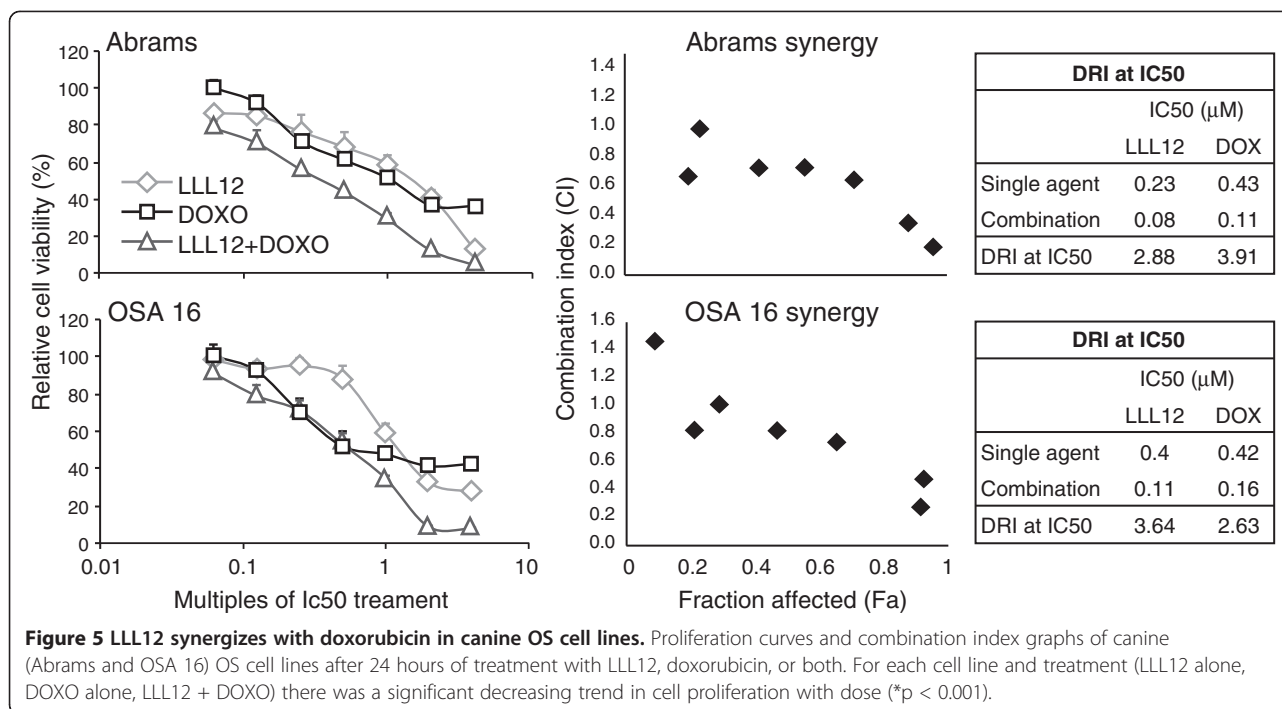 Abrams
120
100
80
60
40
20
0
LLL12
DOXO
LLL12+DOXO
0.01
0.1
1
10
OSA 16
120
100
80
60
40
20
0
0.01
0.1
1
10
Relative cell viability (%)
Multiples of Ic50 treament
Abrams synergy
1.4
1.2
1.0
0.8
0.6
0.4
0.2
0.0
OSA 16 synergy
1.6
1.4
1.2
1.0
0.8
0.6
0.4
0.2
0.0
0
0.2
0.4
0.6
0.8
1
Combination index (CI)
Fraction affected (Fa)
DRI at IC50
IC50 (μM)
LLL12 DOX
Single agent 0.23 0.43
Combination 0.08 0.11
DRI at IC50 2.88 3.91
DRI at IC50
IC50 (μM)
LLL12 DOX
Single agent 0.4 0.42
Combination 0.11 0.16
DRI at IC50 3.64 2.63
Figure 5 LLL12 synergizes with doxorubicin in canine OS cell lines. Proliferation curves and combination index graphs of canine
(Abrams and OSA 16) OS cell lines after 24 hours of treatment with LLL12, doxorubicin, or both. For each cell line and treatment (LLL12 alone,
DOXO alone, LLL12 + DOXO) there was a significant decreasing trend in cell proliferation with dose (*p < 0.001).